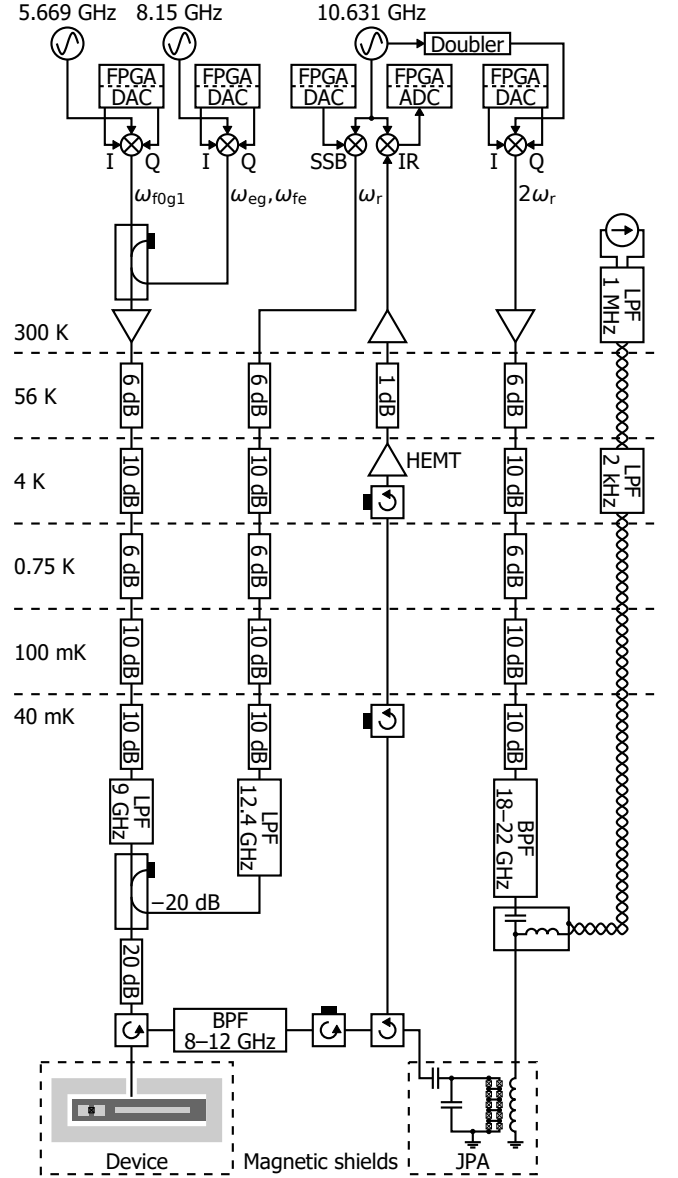 5.669 GHz 8.15 GHz 10.631 GHz
Doubler
FPGA FPGA FPGA FPGA FPGA
DAC DAC DAC ADC DAC
I Q I Q SSB IR I Q
ωf0g1 ωeg,ωfe ωr 2ωr
LPF
1 MHz
300 K
56 K 6 dB 6 dB 1 dB 6 dB
HEMT
4 K 10 dB 10 dB 10 dB LPF
2 kHz
0.75 K 6 dB 6 dB 6 dB
100 mK 10 dB 10 dB 10 dB
40 mK 10 dB 10 dB 10 dB
LPF
9 GHz
LPF
12.4 GHz
BPF
18–22 GHz
−20 dB
20 dB
BPF
8–12 GHz
Device Magnetic shields JPA